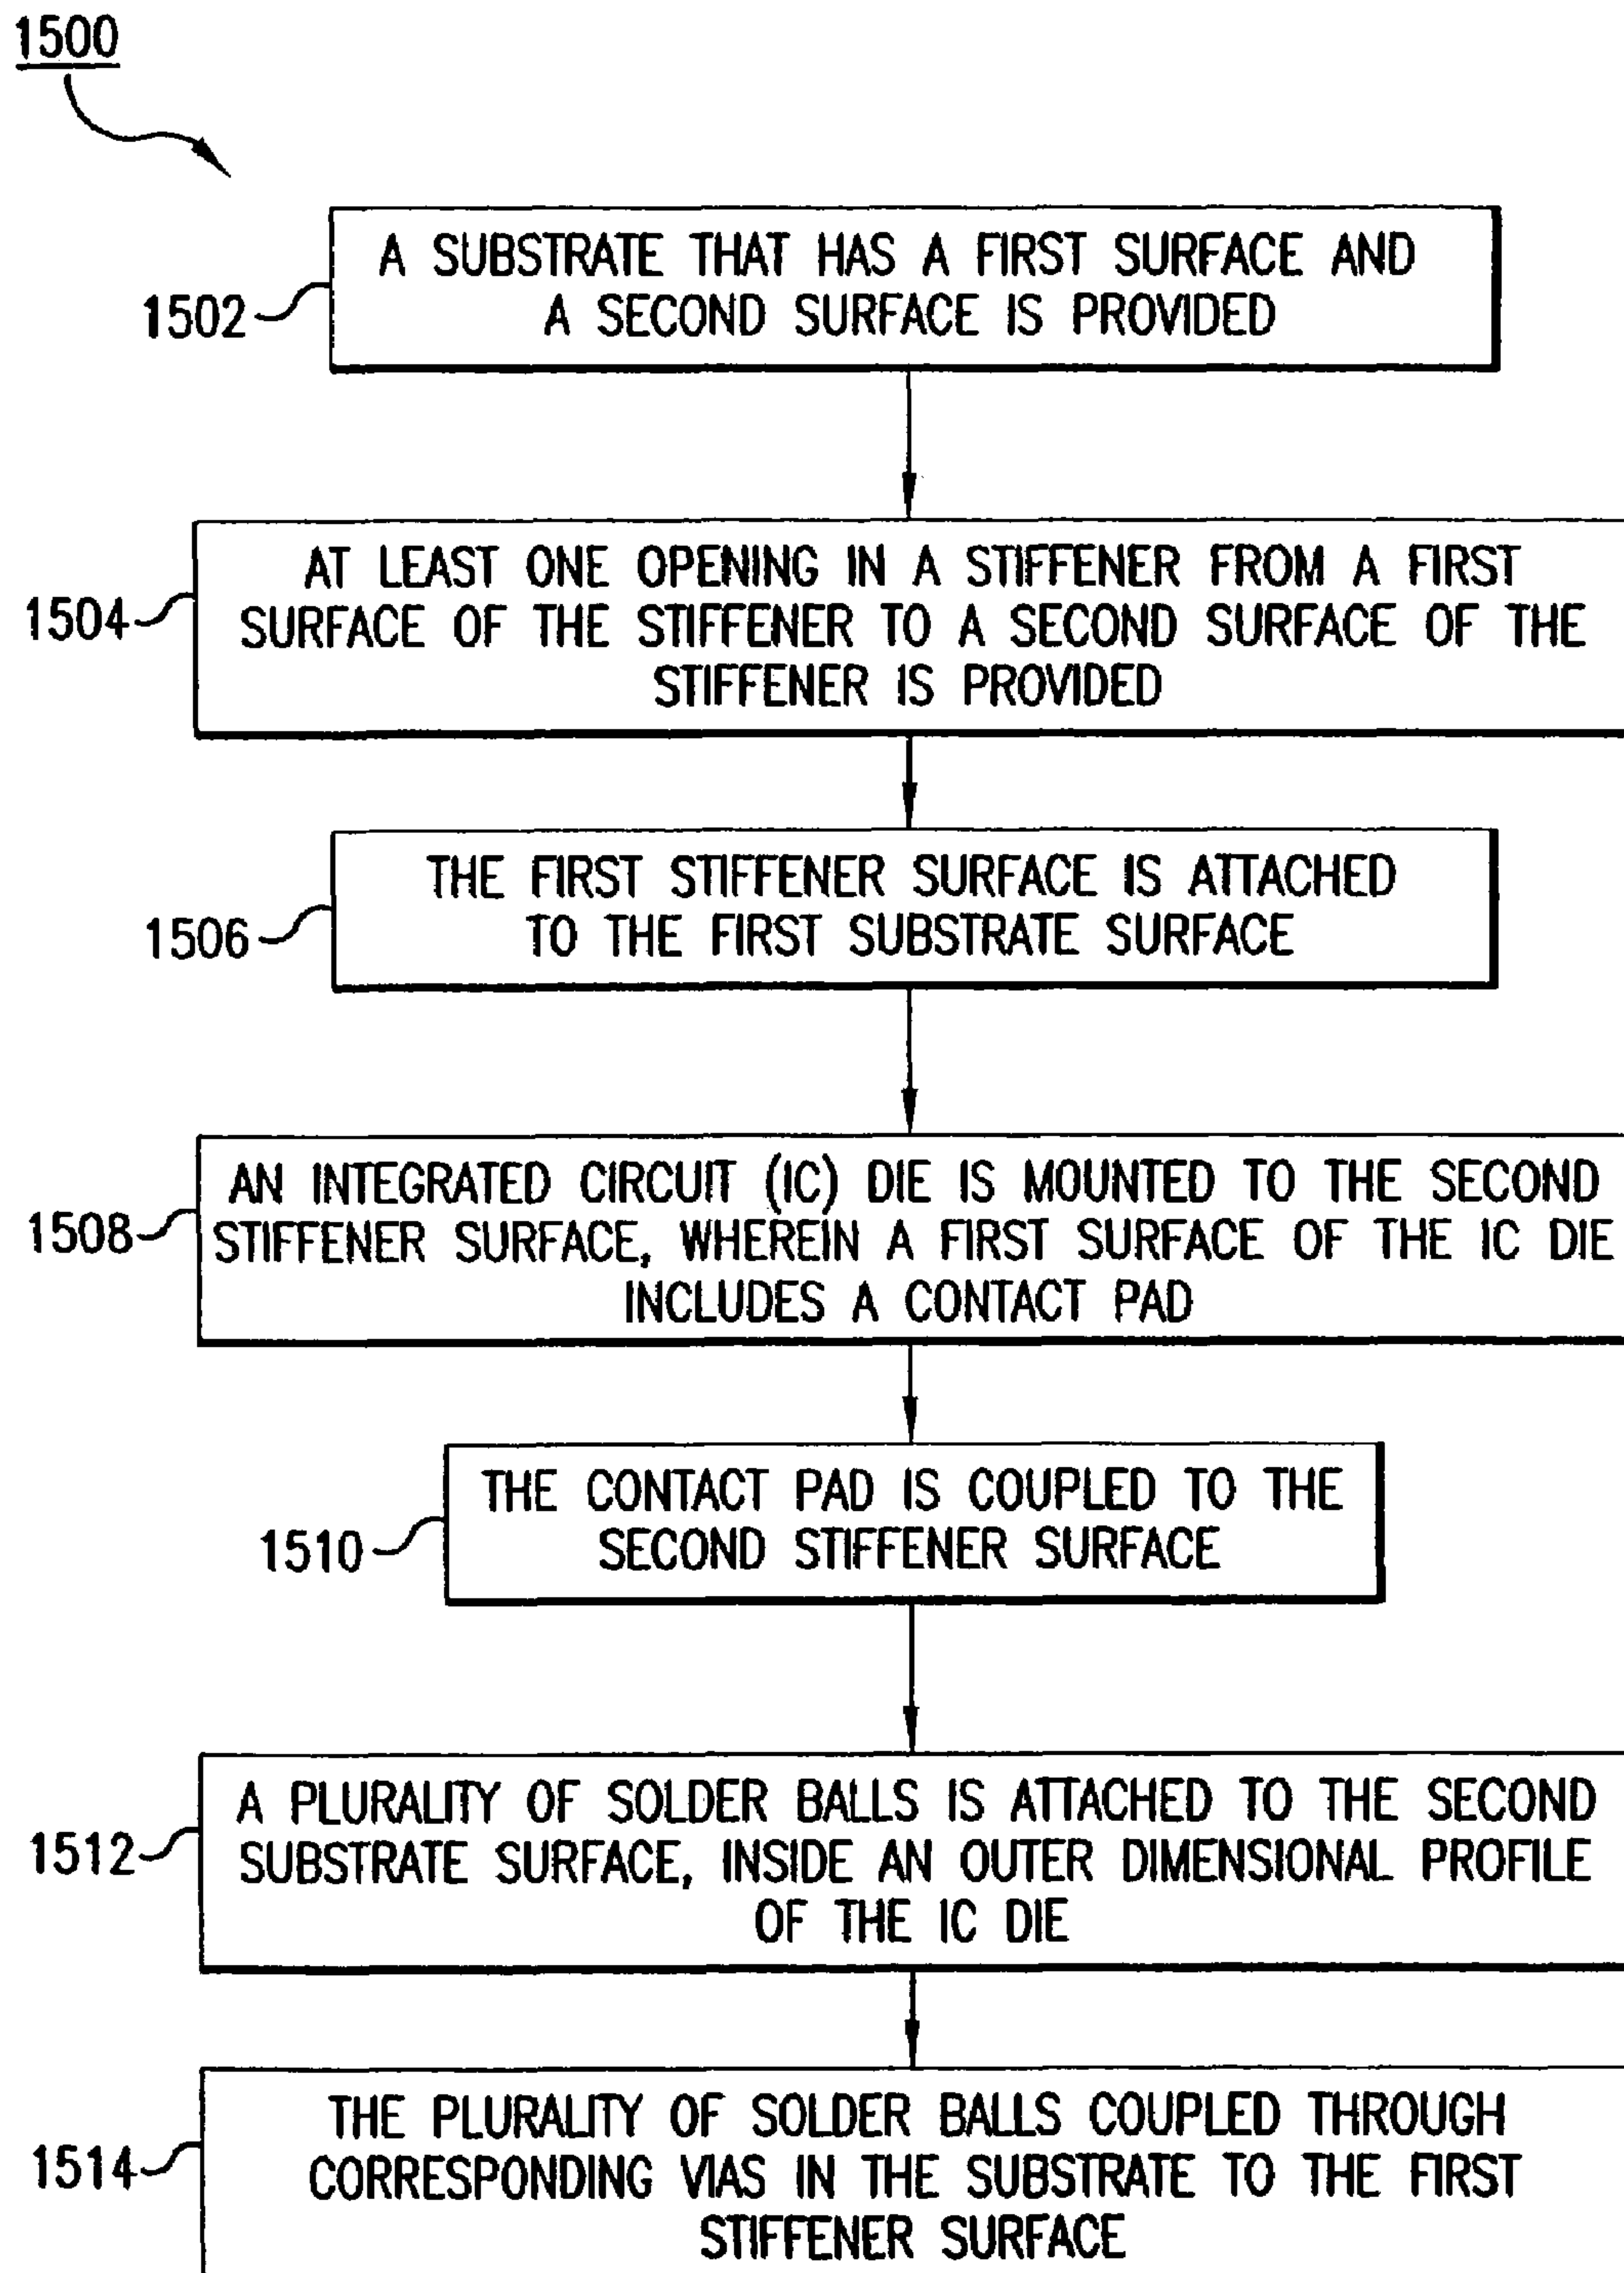 1500
A SUBSTRATE THAT HAS A FIRST SURFACE AND
A SECOND SURFACE IS PROVIDED
1502
AT LEAST ONE OPENING IN A STIFFENER FROM A FIRST
SURFACE OF THE STIFFENER TO A SECOND SURFACE OF THE
STIFFENER IS PROVIDED
1504
THE FIRST STIFFENER SURFACE IS ATTACHED
TO THE FIRST SUBSTRATE SURFACE
1506
AN INTEGRATED CIRCUIT (IC) DIE IS MOUNTED TO THE SECOND
STIFFENER SURFACE, WHEREIN A FIRST SURFACE OF THE IC DIE
INCLUDES A CONTACT PAD
1508
THE CONTACT PAD IS COUPLED TO THE
SECOND STIFFENER SURFACE
1510
A PLURALITY OF SOLDER BALLS IS ATTACHED TO THE SECOND
SUBSTRATE SURFACE, INSIDE AN OUTER DIMENSIONAL PROFILE
OF THE IC DIE
1512
THE PLURALITY OF SOLDER BALLS COUPLED THROUGH
CORRESPONDING VIAS IN THE SUBSTRATE TO THE FIRST
STIFFENER SURFACE
1514